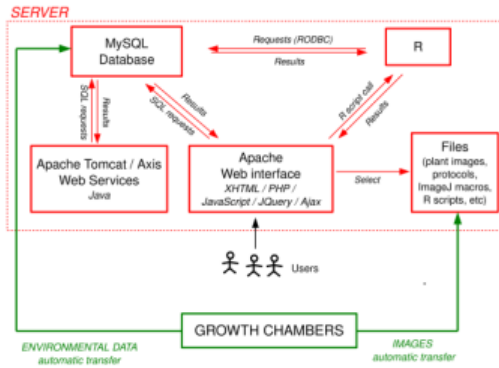 SERVER
MySQL
Database
Requests (RODBC)
Results
R
SQL requests
Results
Results
SQL requests
R script call
Results
Apache Tomcat / Axis
Web Services
Java
Apache
Web interface
XHTML / PHP /
JavaScript / JQuery / Ajax
Select
Files
(plant images,
protocols,
ImageJ macros,
R scripts, etc)
Users
GROWTH CHAMBERS
ENVIRONMENTAL DATA
automatic transfer
IMAGES
automatic transfer